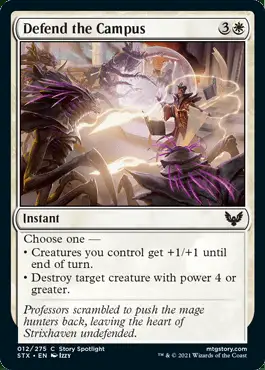 Defend the Campus 3
Instant
Choose one —
• Creatures you control get +1/+1 until
end of turn.
• Destroy target creature with power 4 or
greater.
Professors scrambled to push the mage
hunters back, leaving the heart of
Strixhaven undefended.
012/275 C Story Spotlight mtgstory.com
STX • EN Izzy ™ & © 2021 Wizards of the Coast